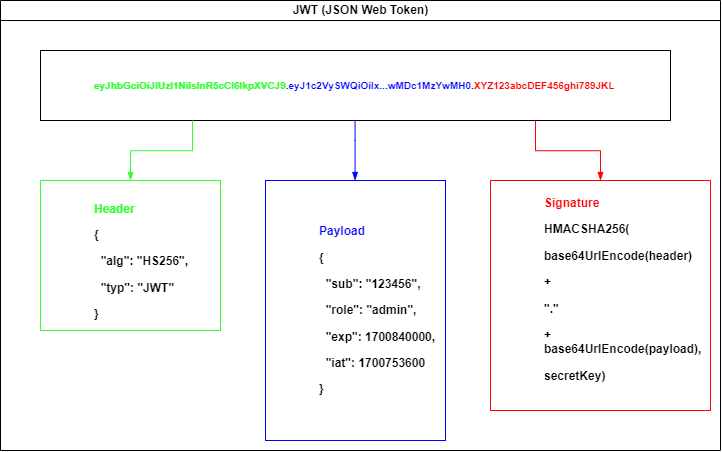 JWT (JSON Web Token)
eyJhbGciOiJIUzI1NiIsInR5cCI6IkpXVCJ9.eyJ1c2VySWQiOiIx...wMDc1MzYwMH0.XYZ123abcDEF456ghi789JKL
Header
{
"alg": "HS256",
"typ": "JWT"
}
Payload
{
"sub": "123456",
"role": "admin",
"exp": 1700840000,
"iat": 1700753600
}
Signature
HMACSHA256(
base64UrlEncode(header)
+
"."
+
base64UrlEncode(payload),
secretKey)